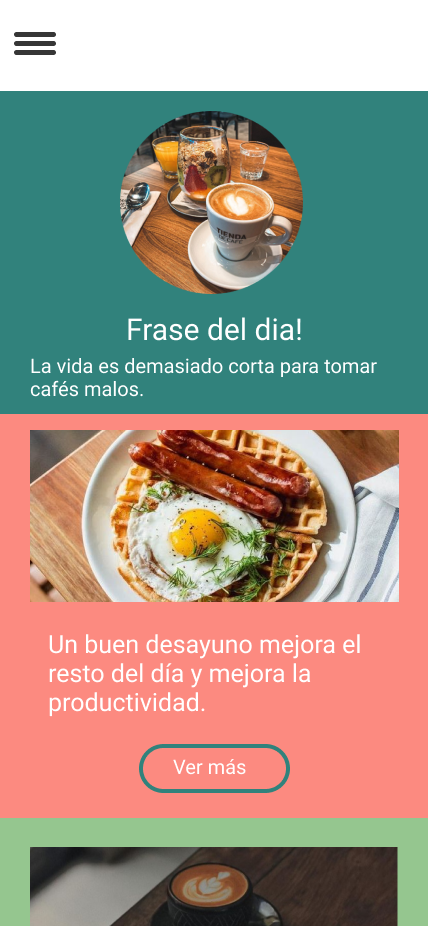 TIENDA
DE CAFÉ
Frase del dia!
La vida es demasiado corta para tomar
cafés malos.
Un buen desayuno mejora el
resto del día y mejora la
productividad.
Ver más